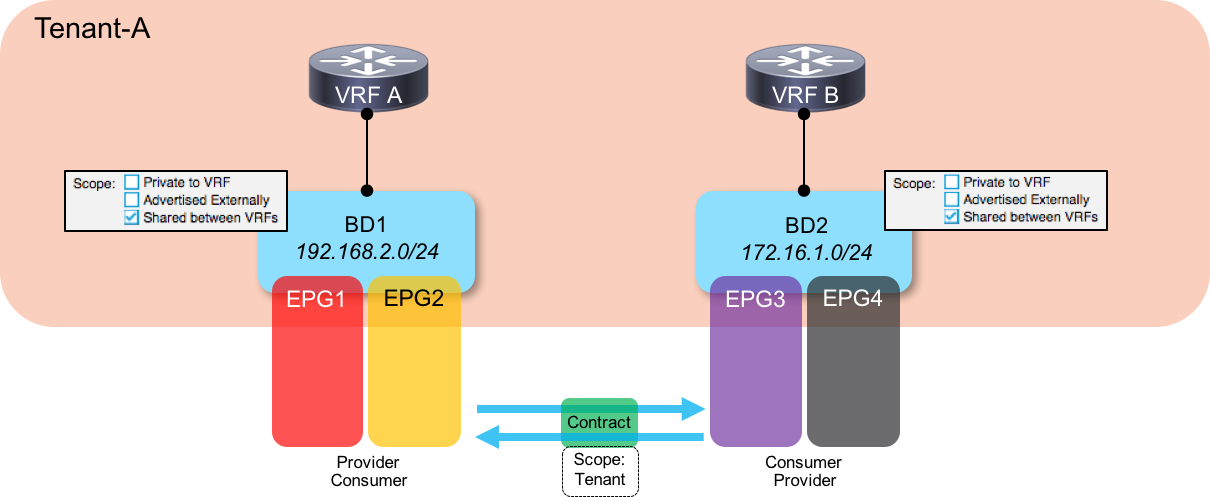 Tenant-A
VRF A
VRF B
Scope: Private to VRF
Advertised Externally
Shared between VRFs
Scope: Private to VRF
Advertised Externally
Shared between VRFs
BD1
192.168.2.0/24
BD2
172.16.1.0/24
EPG1
EPG2
EPG3
EPG4
Contract
Scope:
Tenant
Provider
Consumer
Consumer
Provider